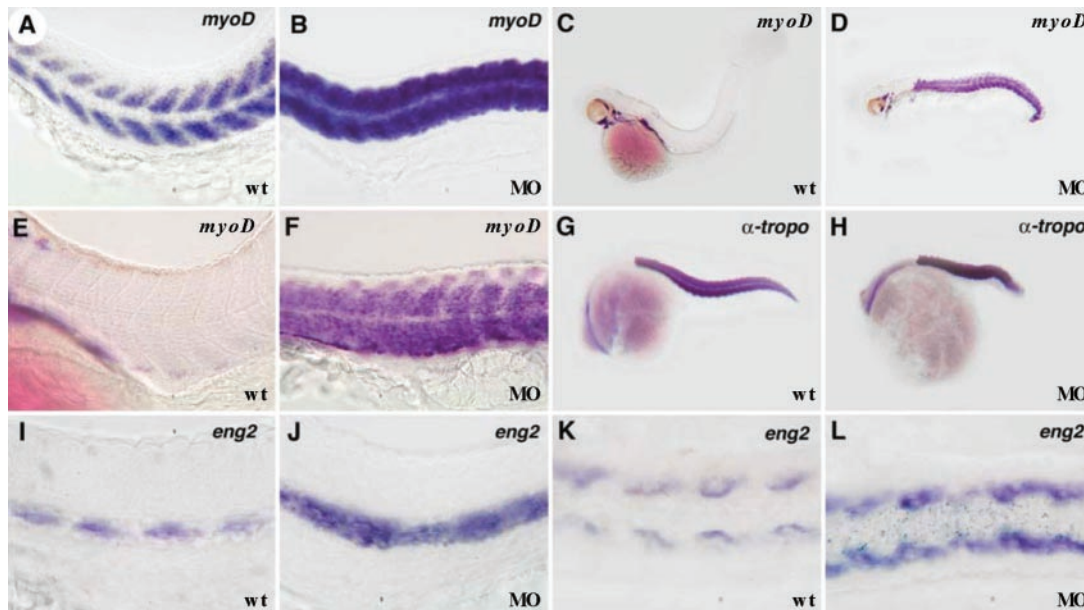 A myoD wt
B myoD MO
C myoD wt
D myoD MO
E myoD wt
F myoD MO
G α-tropo wt
H α-tropo MO
I eng2 wt
J eng2 MO
K eng2 wt
L eng2 MO